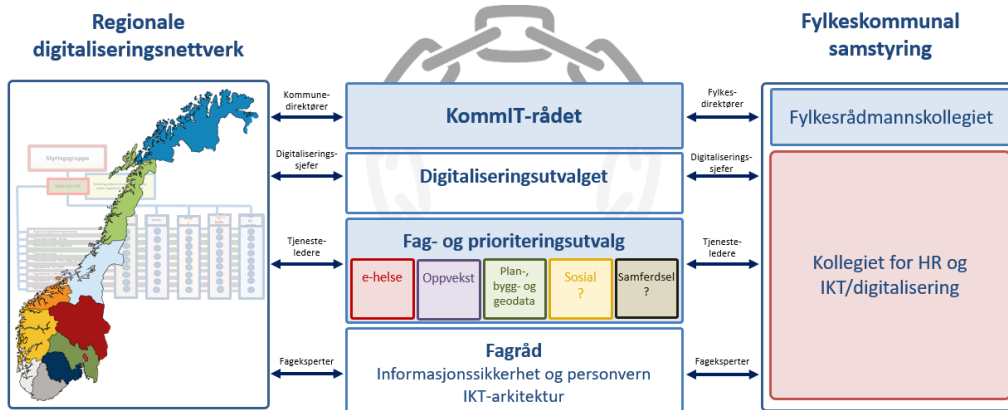 Regionale
digitaliseringsnettverk
Styringsgruppa
Kommune-
direktører
Digitaliserings-
sjefer
Tjeneste-
ledere
Fageksperter
KommIT-rådet
Digitaliseringsutvalget
Fag- og prioriteringsutvalg
e-helse
Oppvekst
Plan-,
bygg- og
geodata
Sosial
?
Samferdsel
?
Fagråd
Informasjonssikkerhet og personvern
IKT-arkitektur
Fylkes-
direktører
Digitaliserings-
sjefer
Tjeneste-
ledere
Fageksperter
Fylkeskommunal
samstyring
Fylkesrådmannskollegiet
Kollegiet for HR og
IKT/digitalisering